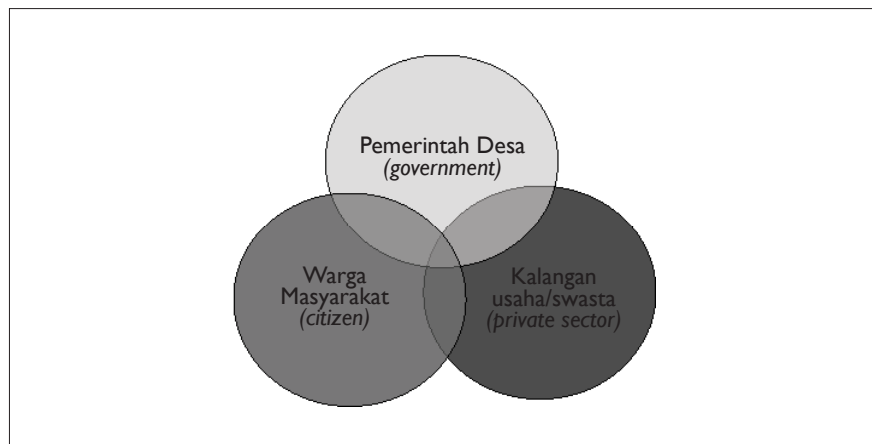 Pemerintah Desa
(government)
Warga
Masyarakat
(citizen)
Kalangan
usaha/swasta
(private sector)